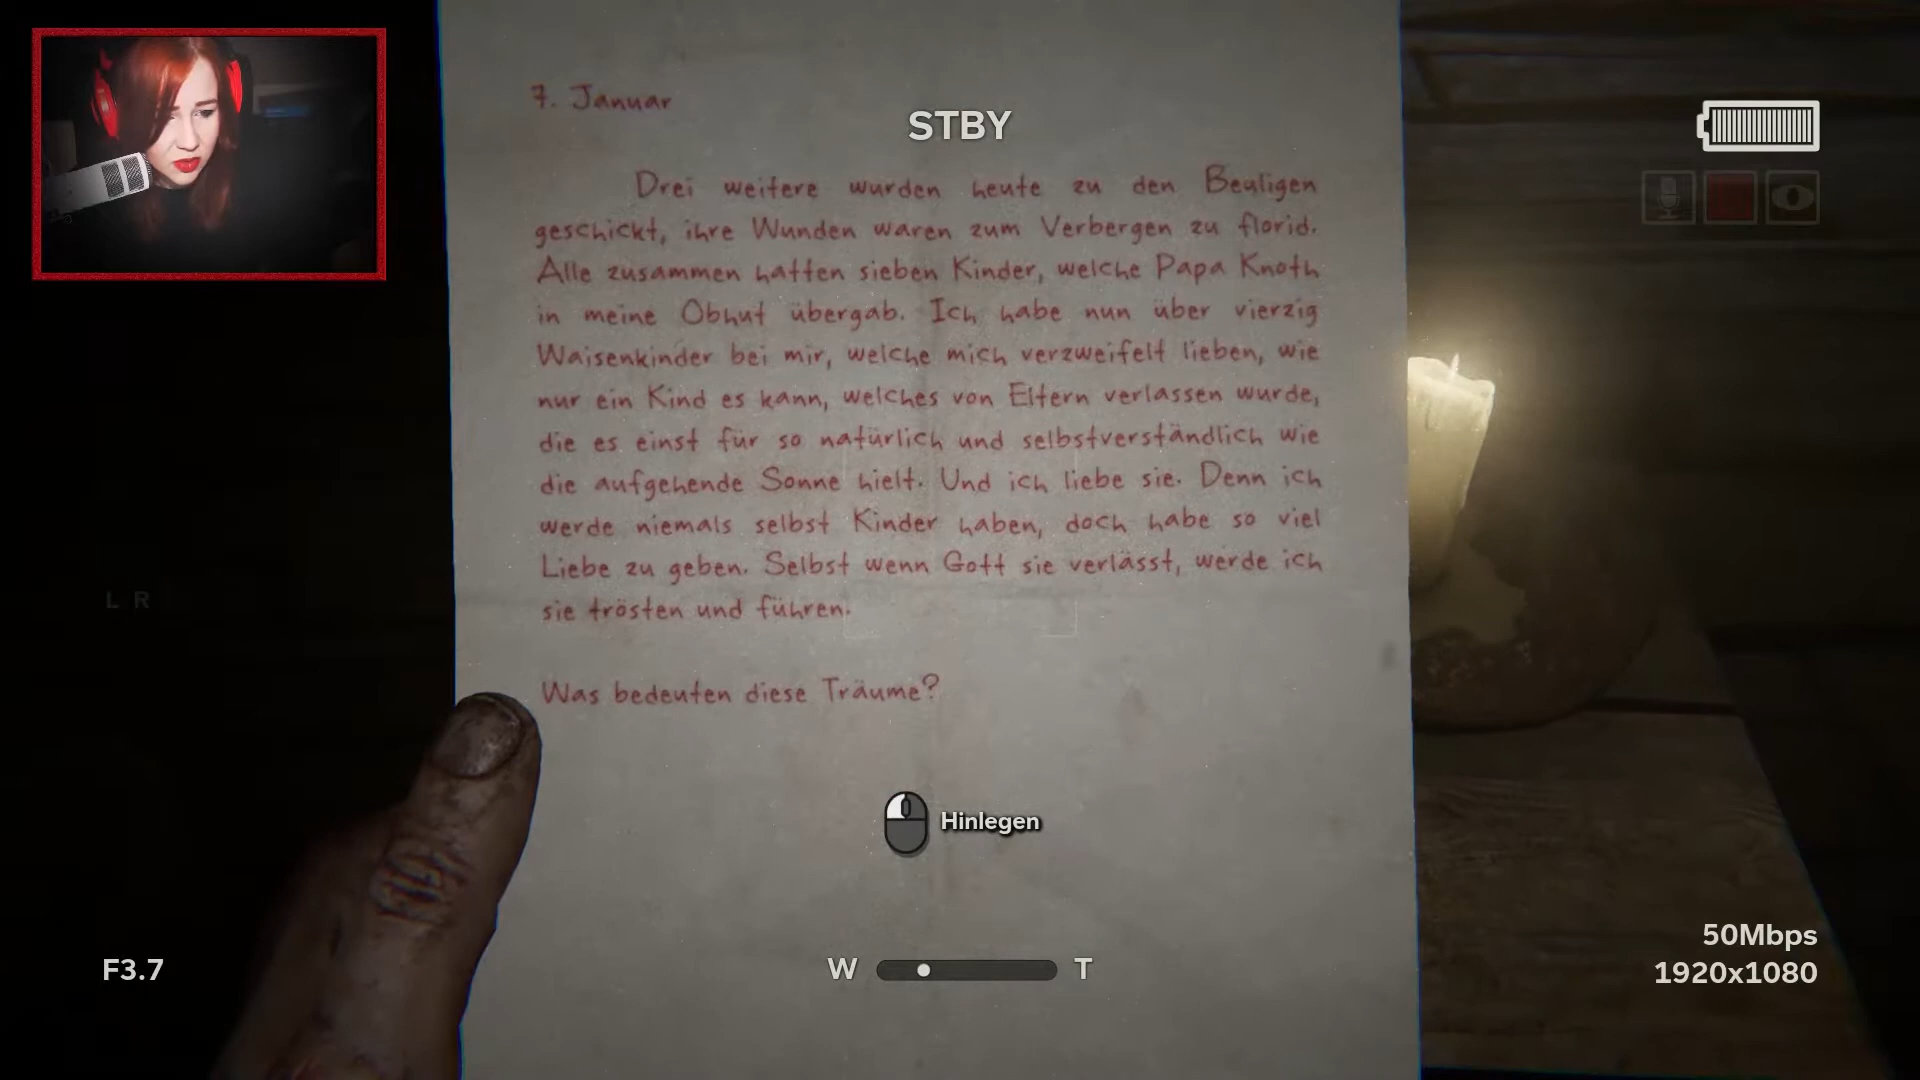 7. Januar
STBY
Drei weitere wurden heute zu den Beuligen
geschickt, ihre Wunden waren zum Verbergen zu florid.
Alle zusammen hatten sieben Kinder, welche Papa Knoth
in meine Obhut übergab. Ich habe nun über vierzig
Waisenkinder bei mir, welche mich verzweifelt lieben, wie
nur ein Kind es kann, welches von Eltern verlassen wurde,
die es einst für so natürlich und selbstverständlich wie
die aufgehende Sonne hielt. Und ich liebe sie. Denn ich
werde niemals selbst Kinder haben, doch habe so viel
Liebe zu geben. Selbst wenn Gott sie verlässt, werde ich
sie trösten und führen.
L R
Was bedeuten diese Träume?
Hinlegen
F3.7
W T
50Mbps
1920x1080